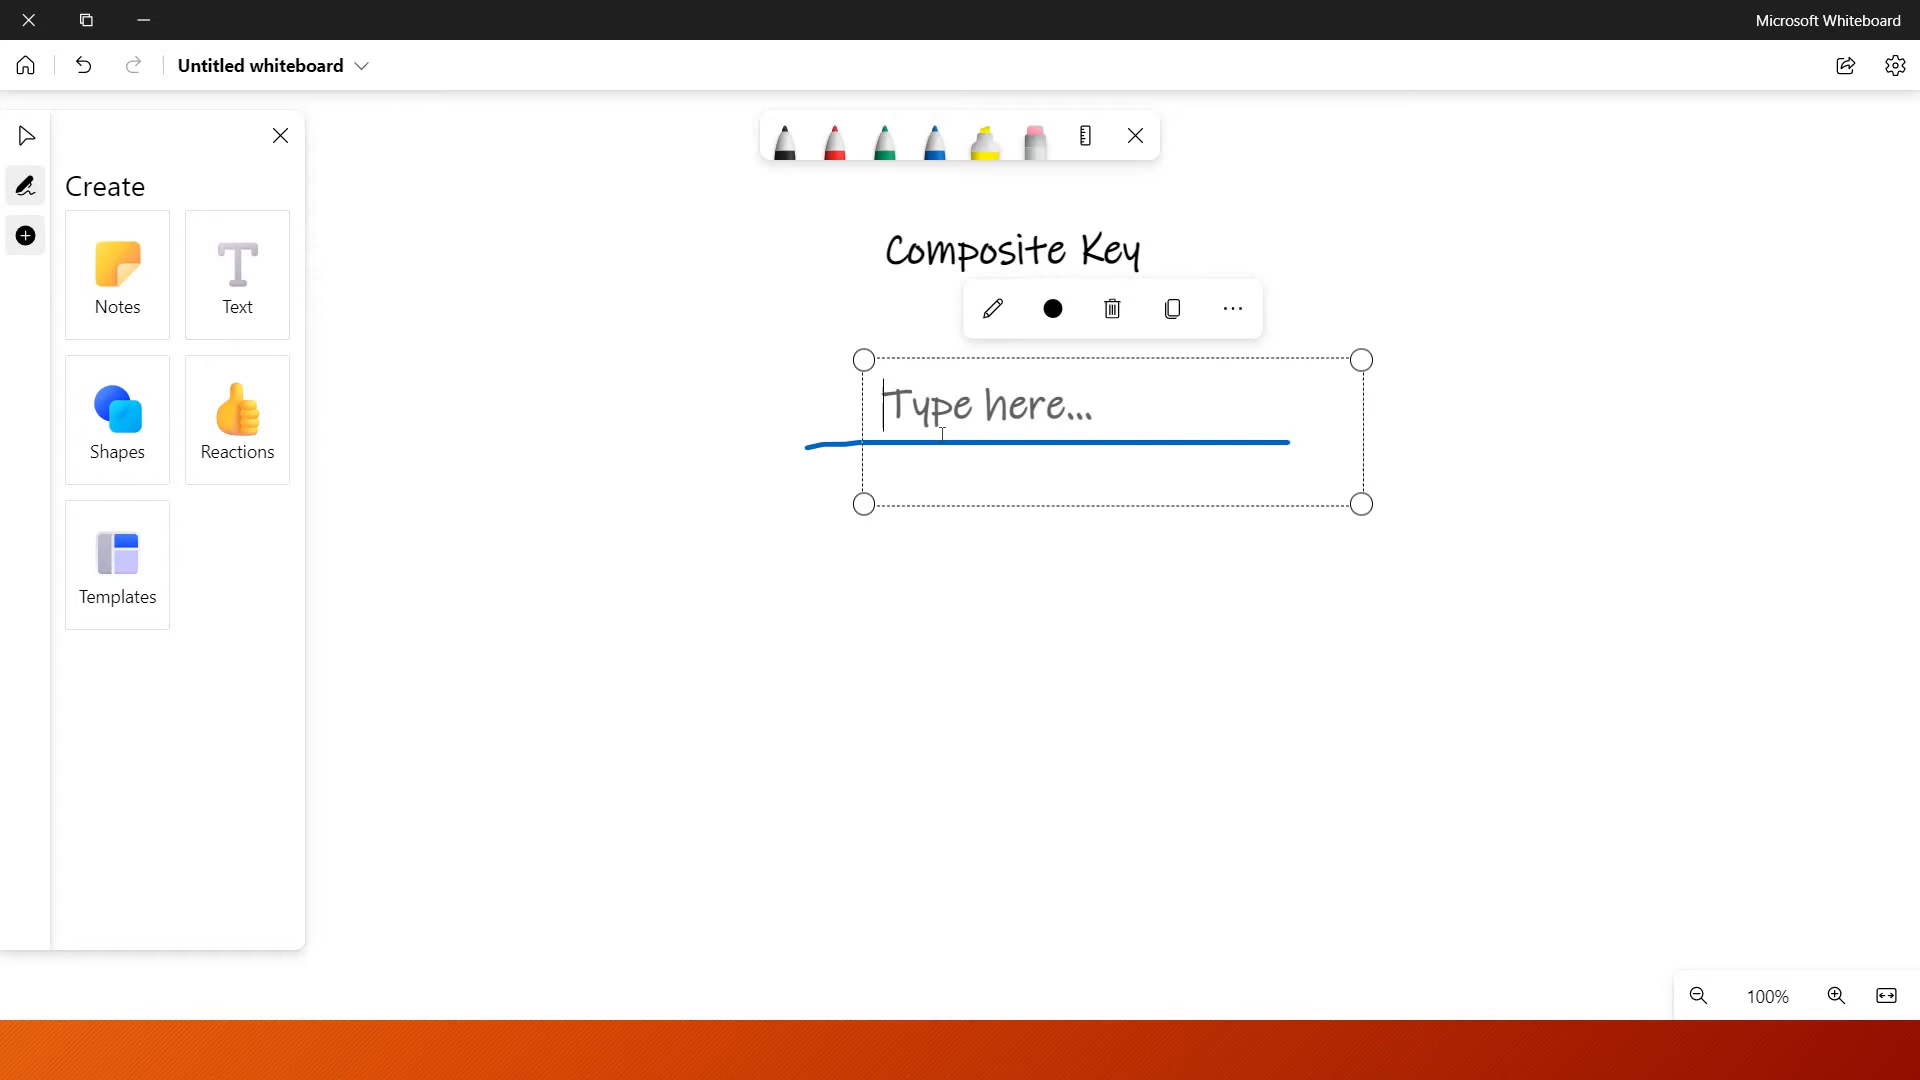 Microsoft Whiteboard
Untitled whiteboard
Create
Notes
Text
Shapes
Reactions
Templates
Composite Key
Type here...
100%